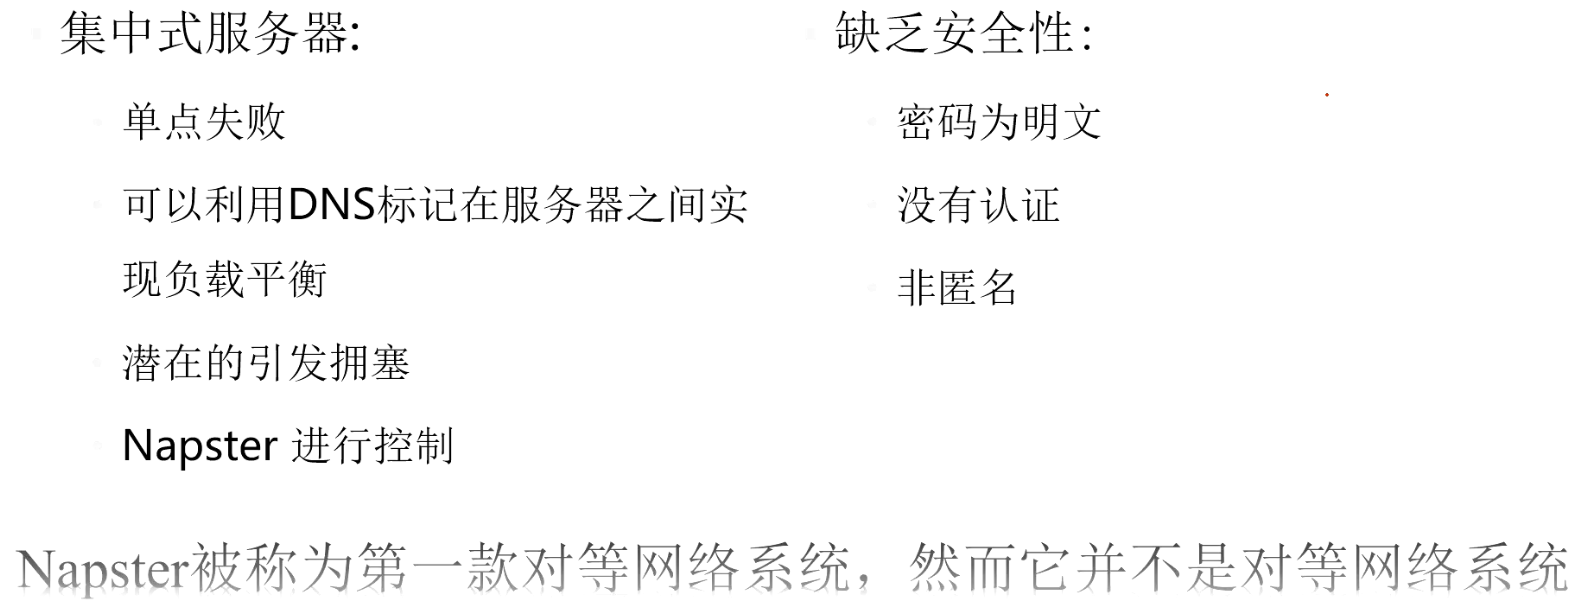 集中式服务器:
单点失败
可以利用DNS标记在服务器之间实
现负载平衡
潜在的引发拥塞
Napster 进行控制
缺乏安全性:
密码为明文
没有认证
非匿名
Napster被称为第一款对等网络系统，然而它并不是对等网络系统